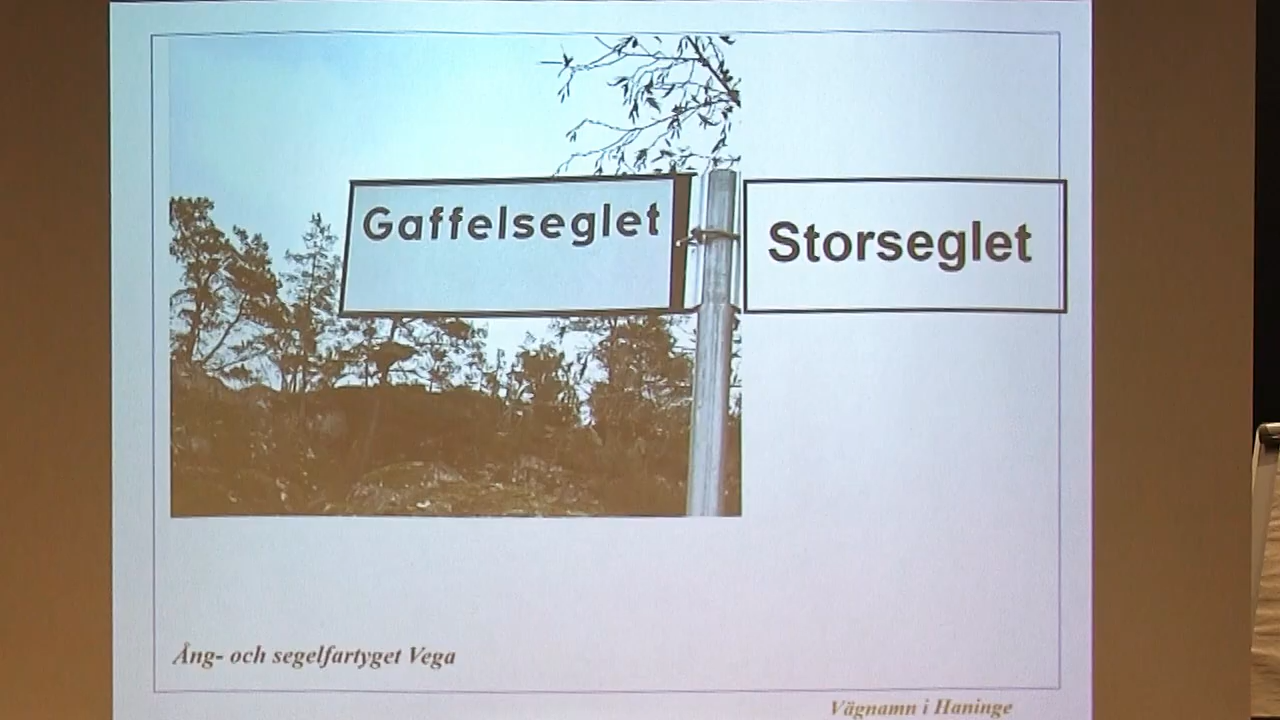 Gaffelseglet
Storseglet
Ång- och segelfartyget Vega
Vägnamn i Haninge